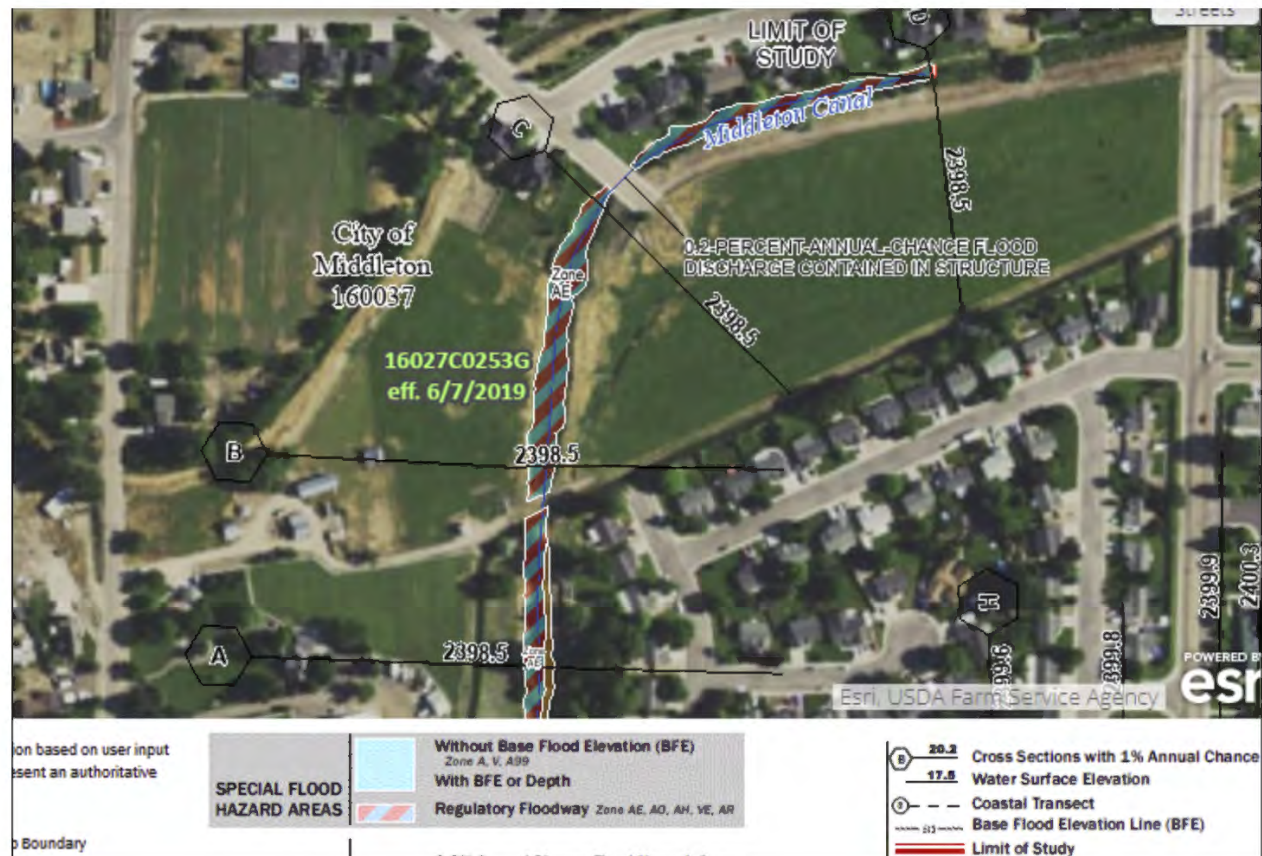 Streets
LIMIT OF
STUDY
D
C
Middleton Canal
2398.5
City of
Middleton
160037
0.2-PERCENT-ANNUAL-CHANCE FLOOD
DISCHARGE CONTAINED IN STRUCTURE
Zone
AE
2398.5
16027C0253G
eff. 6/7/2019
B
2398.5
2399.9
2400.3
H
A
2398.5
Zone
AE
2399.8
POWERED BY
esri
Esri, USDA Farm Service Agency
ion based on user input
esent an authoritative
o Boundary
SPECIAL FLOOD
HAZARD AREAS
Without Base Flood Elevation (BFE)
Zone A, V, A99
With BFE or Depth
Regulatory Floodway Zone AE, AO, AH, VE, AR
B 20.2 Cross Sections with 1% Annual Chance
17.5 Water Surface Elevation
Coastal Transect
Base Flood Elevation Line (BFE)
Limit of Study